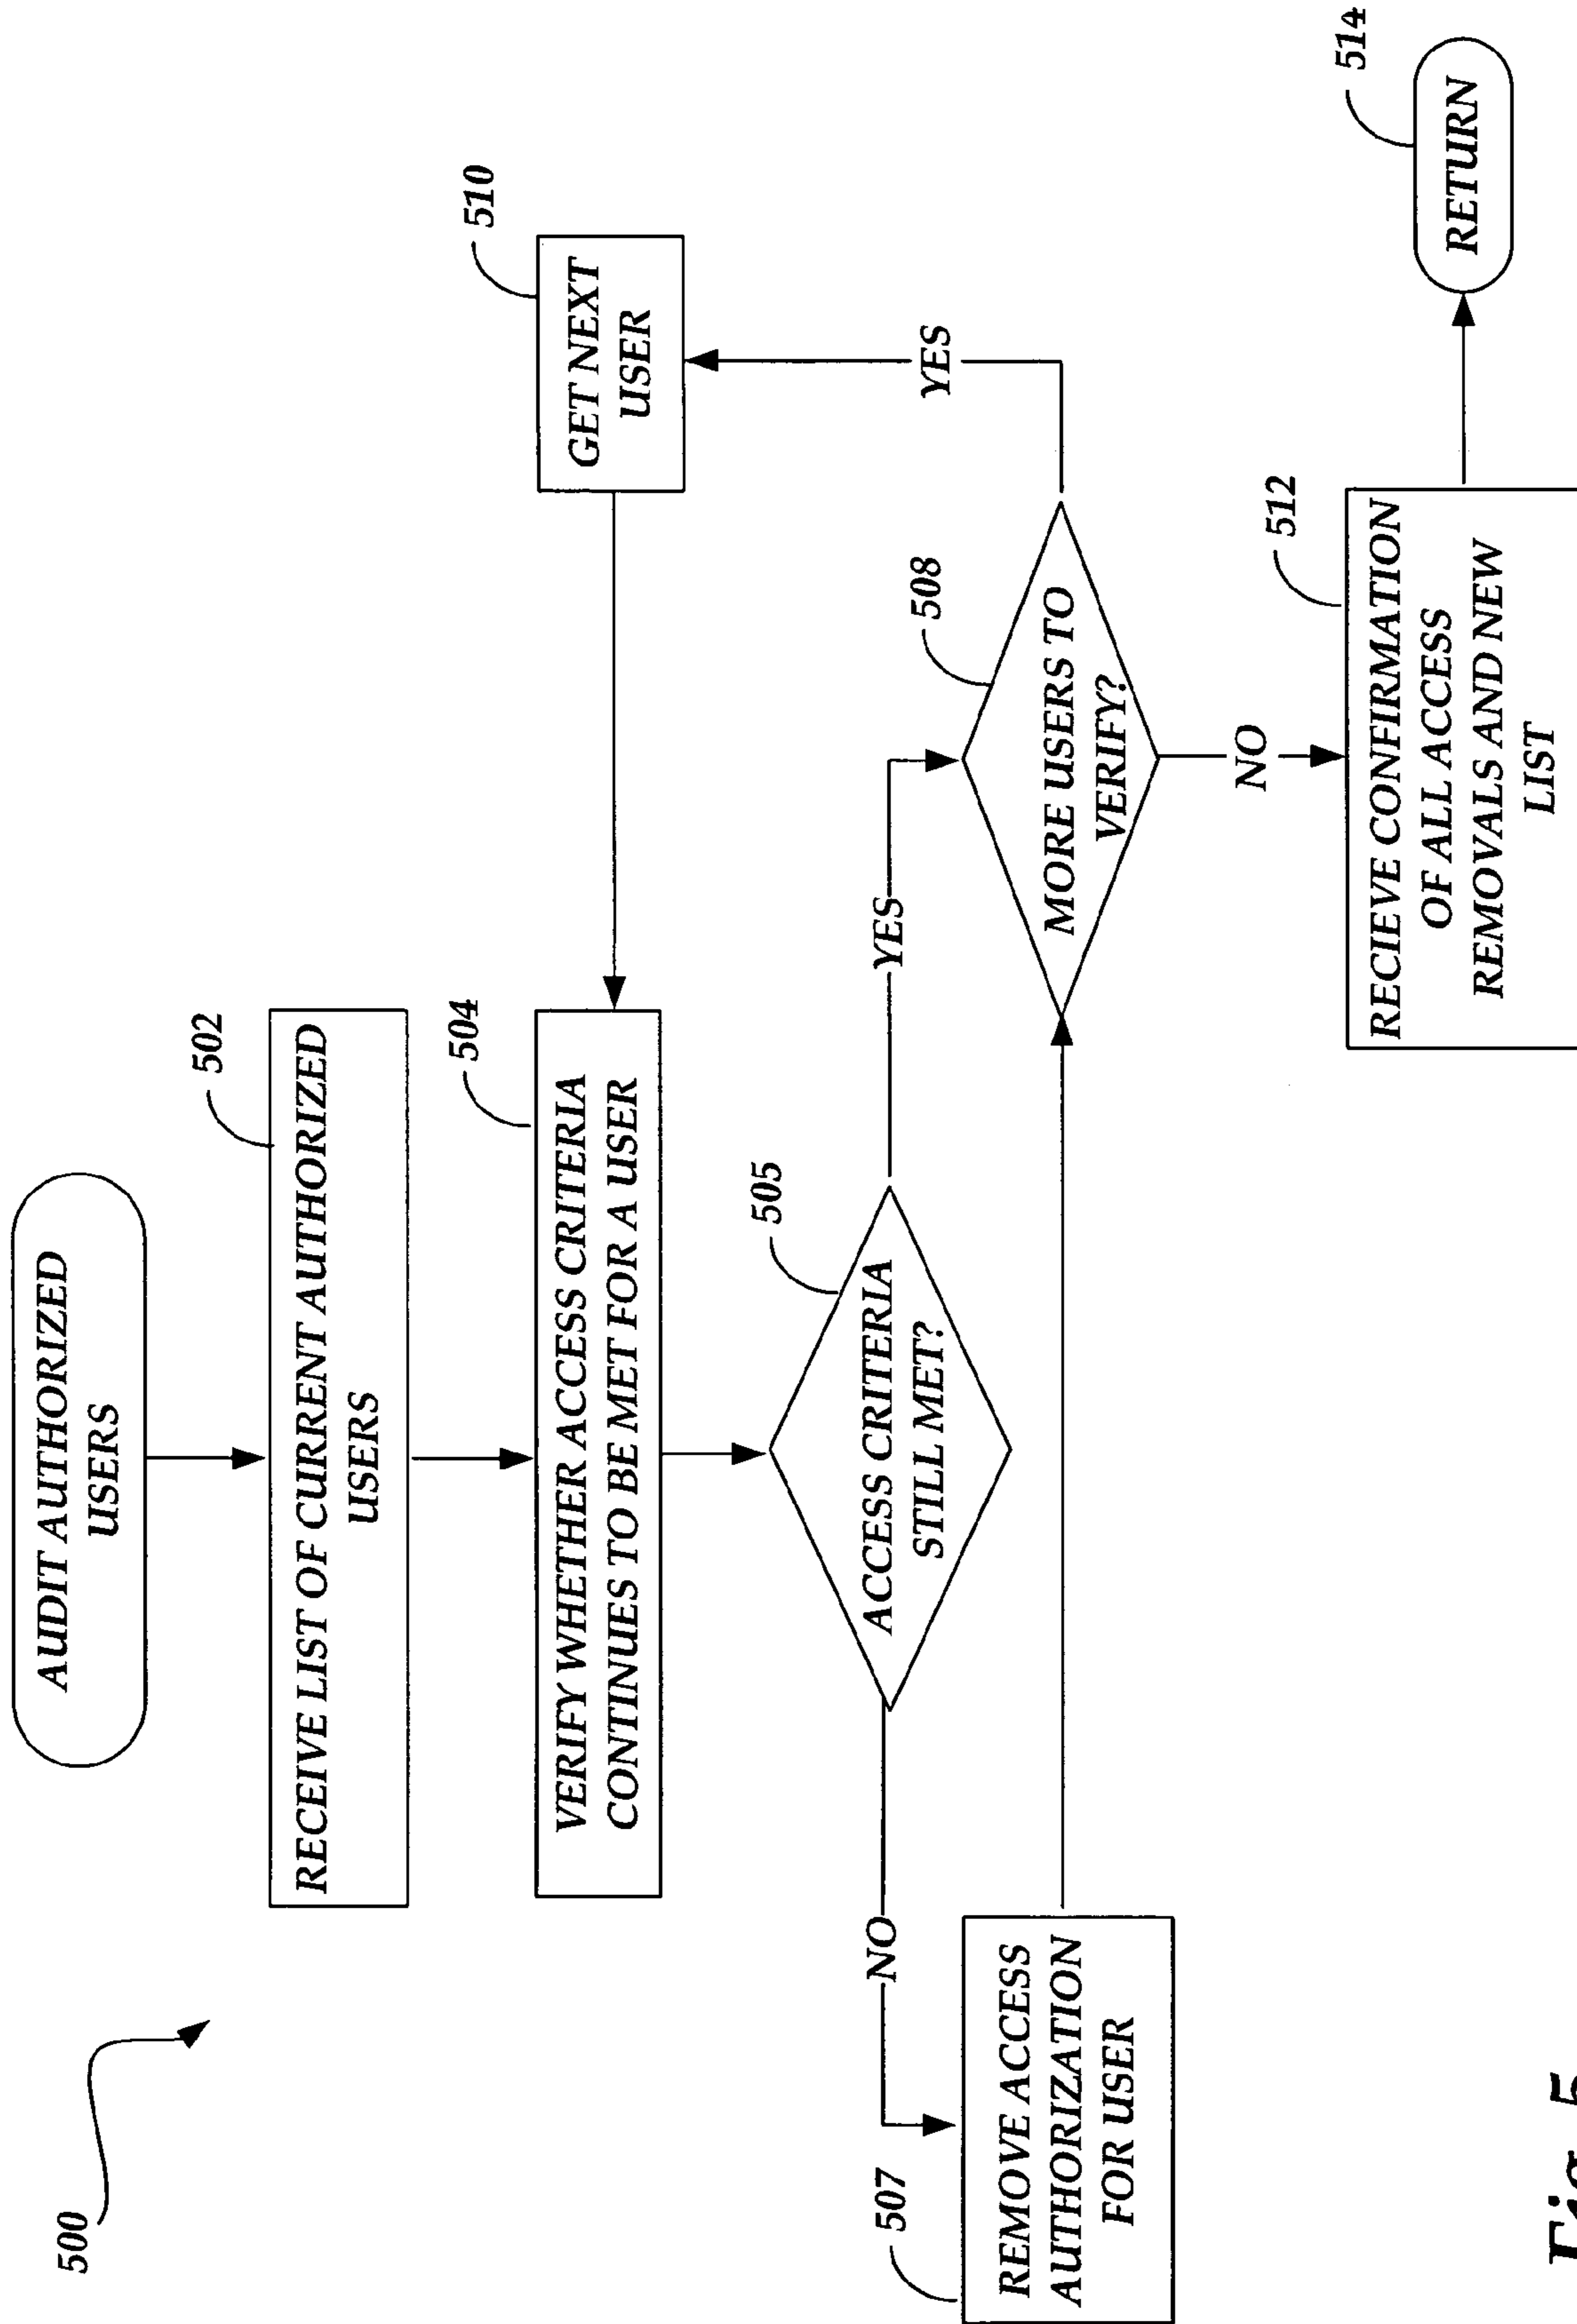 500
AUDIT AUTHORIZED
USERS
502
RECEIVE LIST OF CURRENT AUTHORIZED
USERS
504
VERIFY WHETHER ACCESS CRITERIA
CONTINUES TO BE MET FOR A USER
510
GET NEXT
USER
505
ACCESS CRITERIA
STILL MET?
NO
YES
507
REMOVE ACCESS
AUTHORIZATION
FOR USER
508
MORE USERS TO
VERIFY?
YES
NO
512
RECIEVE CONFIRMATION
OF ALL ACCESS
REMOVALS AND NEW
LIST
514
RETURN
Fig. 5